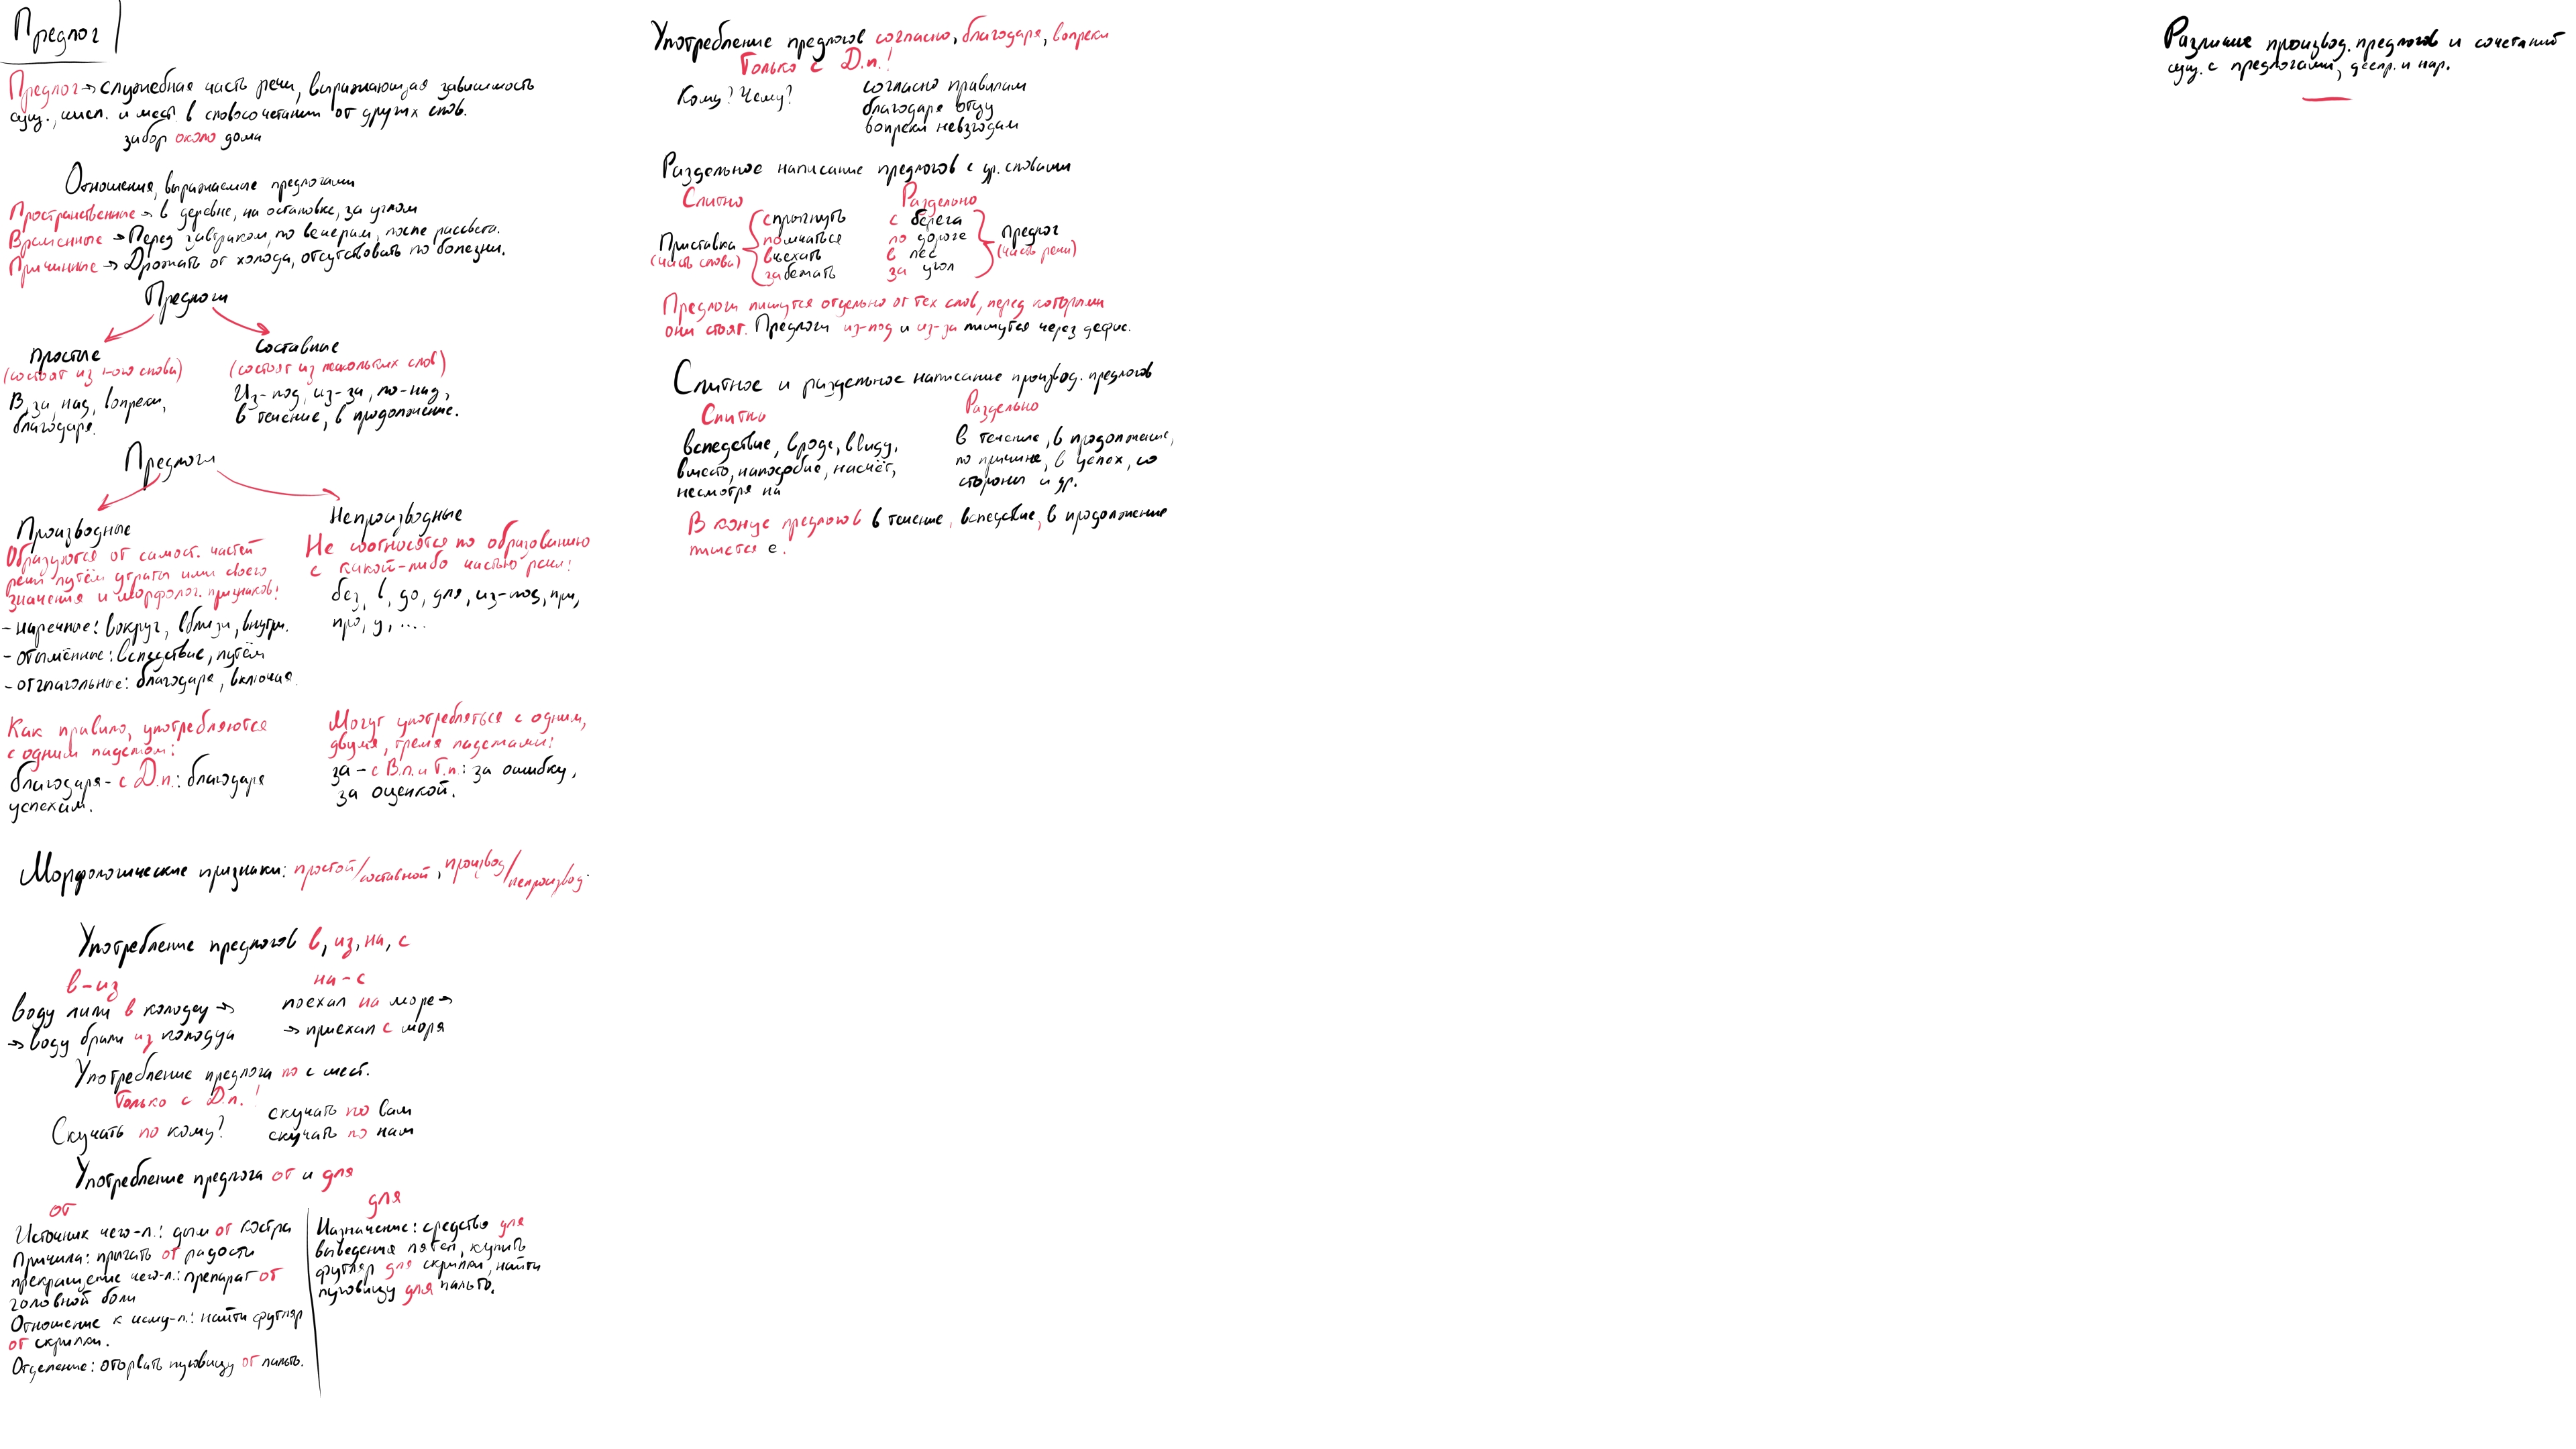 Предлог
Предлог → служебная часть речи, выражающая зависимость
сущ., числ. и мест. в словосочетании от других слов.
забор около дома
Отношения, выражаемые предлогами
Пространственные → в деревне, на остановке, за углом
Временные → Перед завтраком, по вечерам, после рассвета.
Причинные → Дрожать от холода, отсутствовать по болезни.
Предлоги
простые
(состоят из 1-ого слова)
В, за, над, вопреки,
благодаря.
составные
(состоят из нескольких слов)
Из-под, из-за, по-над,
в течение, в продолжение.
Предлоги
Производные
Образуются от самост. частей
речи путём утраты ими своего
значения и морфолог. признаков:
- наречные: вокруг, вблизи, внутри.
- отымённые: вследствие, путём
- отглагольные: благодаря, включая.
Непроизводные
Не соотносятся по образованию
с какой-либо частью речи:
без, в, до, для, из-под, при,
про, у, ....
Как правило, употребляются
с одним падежом:
благодаря - с Д.п.: благодаря
успехам.
Могут употребляться с одним,
двумя, тремя падежами:
за - с В.п. и Т.п.: за ошибку,
за оценкой.
Морфологические признаки: простой/составной, производ/непроизвод.
Употребление предлогов в, из, на, с
в-из
воду лили в колодец →
→ воду брали из колодца
на-с
поехал на море →
→ приехал с моря
Употребление предлога по с мест.
Только с Д.п.!
Скучать по кому?
скучать по вам
скучать по нам
Употребление предлога от и для
от
Источник чего-л.: дым от костра
Причина: прыгать от радости
прекращение чего-л.: препарат от
головной боли
Отношение к чему-л.: найти футляр
от скрипки.
Отделение: оторвать пуговицу от пальто.
для
Назначение: средство для
выведения пятен, купить
футляр для скрипки, найти
пуговицу для пальто.
Употребление предлогов согласно, благодаря, вопреки
Только с Д.п.!
Кому? Чему?
согласно правилам
благодаря отцу
вопреки невзгодам
Раздельное написание предлогов с др. словами
Слитно
Приставка
(часть слова)
спрыгнуть
помчаться
въехать
забежать
Раздельно
с берега
по дороге
в лес
за угол
Предлог
(часть речи)
Предлоги пишутся отдельно от тех слов, перед которыми
они стоят. Предлоги из-под и из-за пишутся через дефис.
Слитное и раздельное написание производ. предлогов
Слитно
вследствие, вроде, ввиду,
вместо, наподобие, насчёт,
несмотря на
Раздельно
в течение, в продолжение,
по причине, в целях, со
стороны и др.
В конце предлогов в течение, вследствие, в продолжение
пишется е.
Различие производ. предлогов и сочетаний
сущ. с предлогами, деепр. и нар.